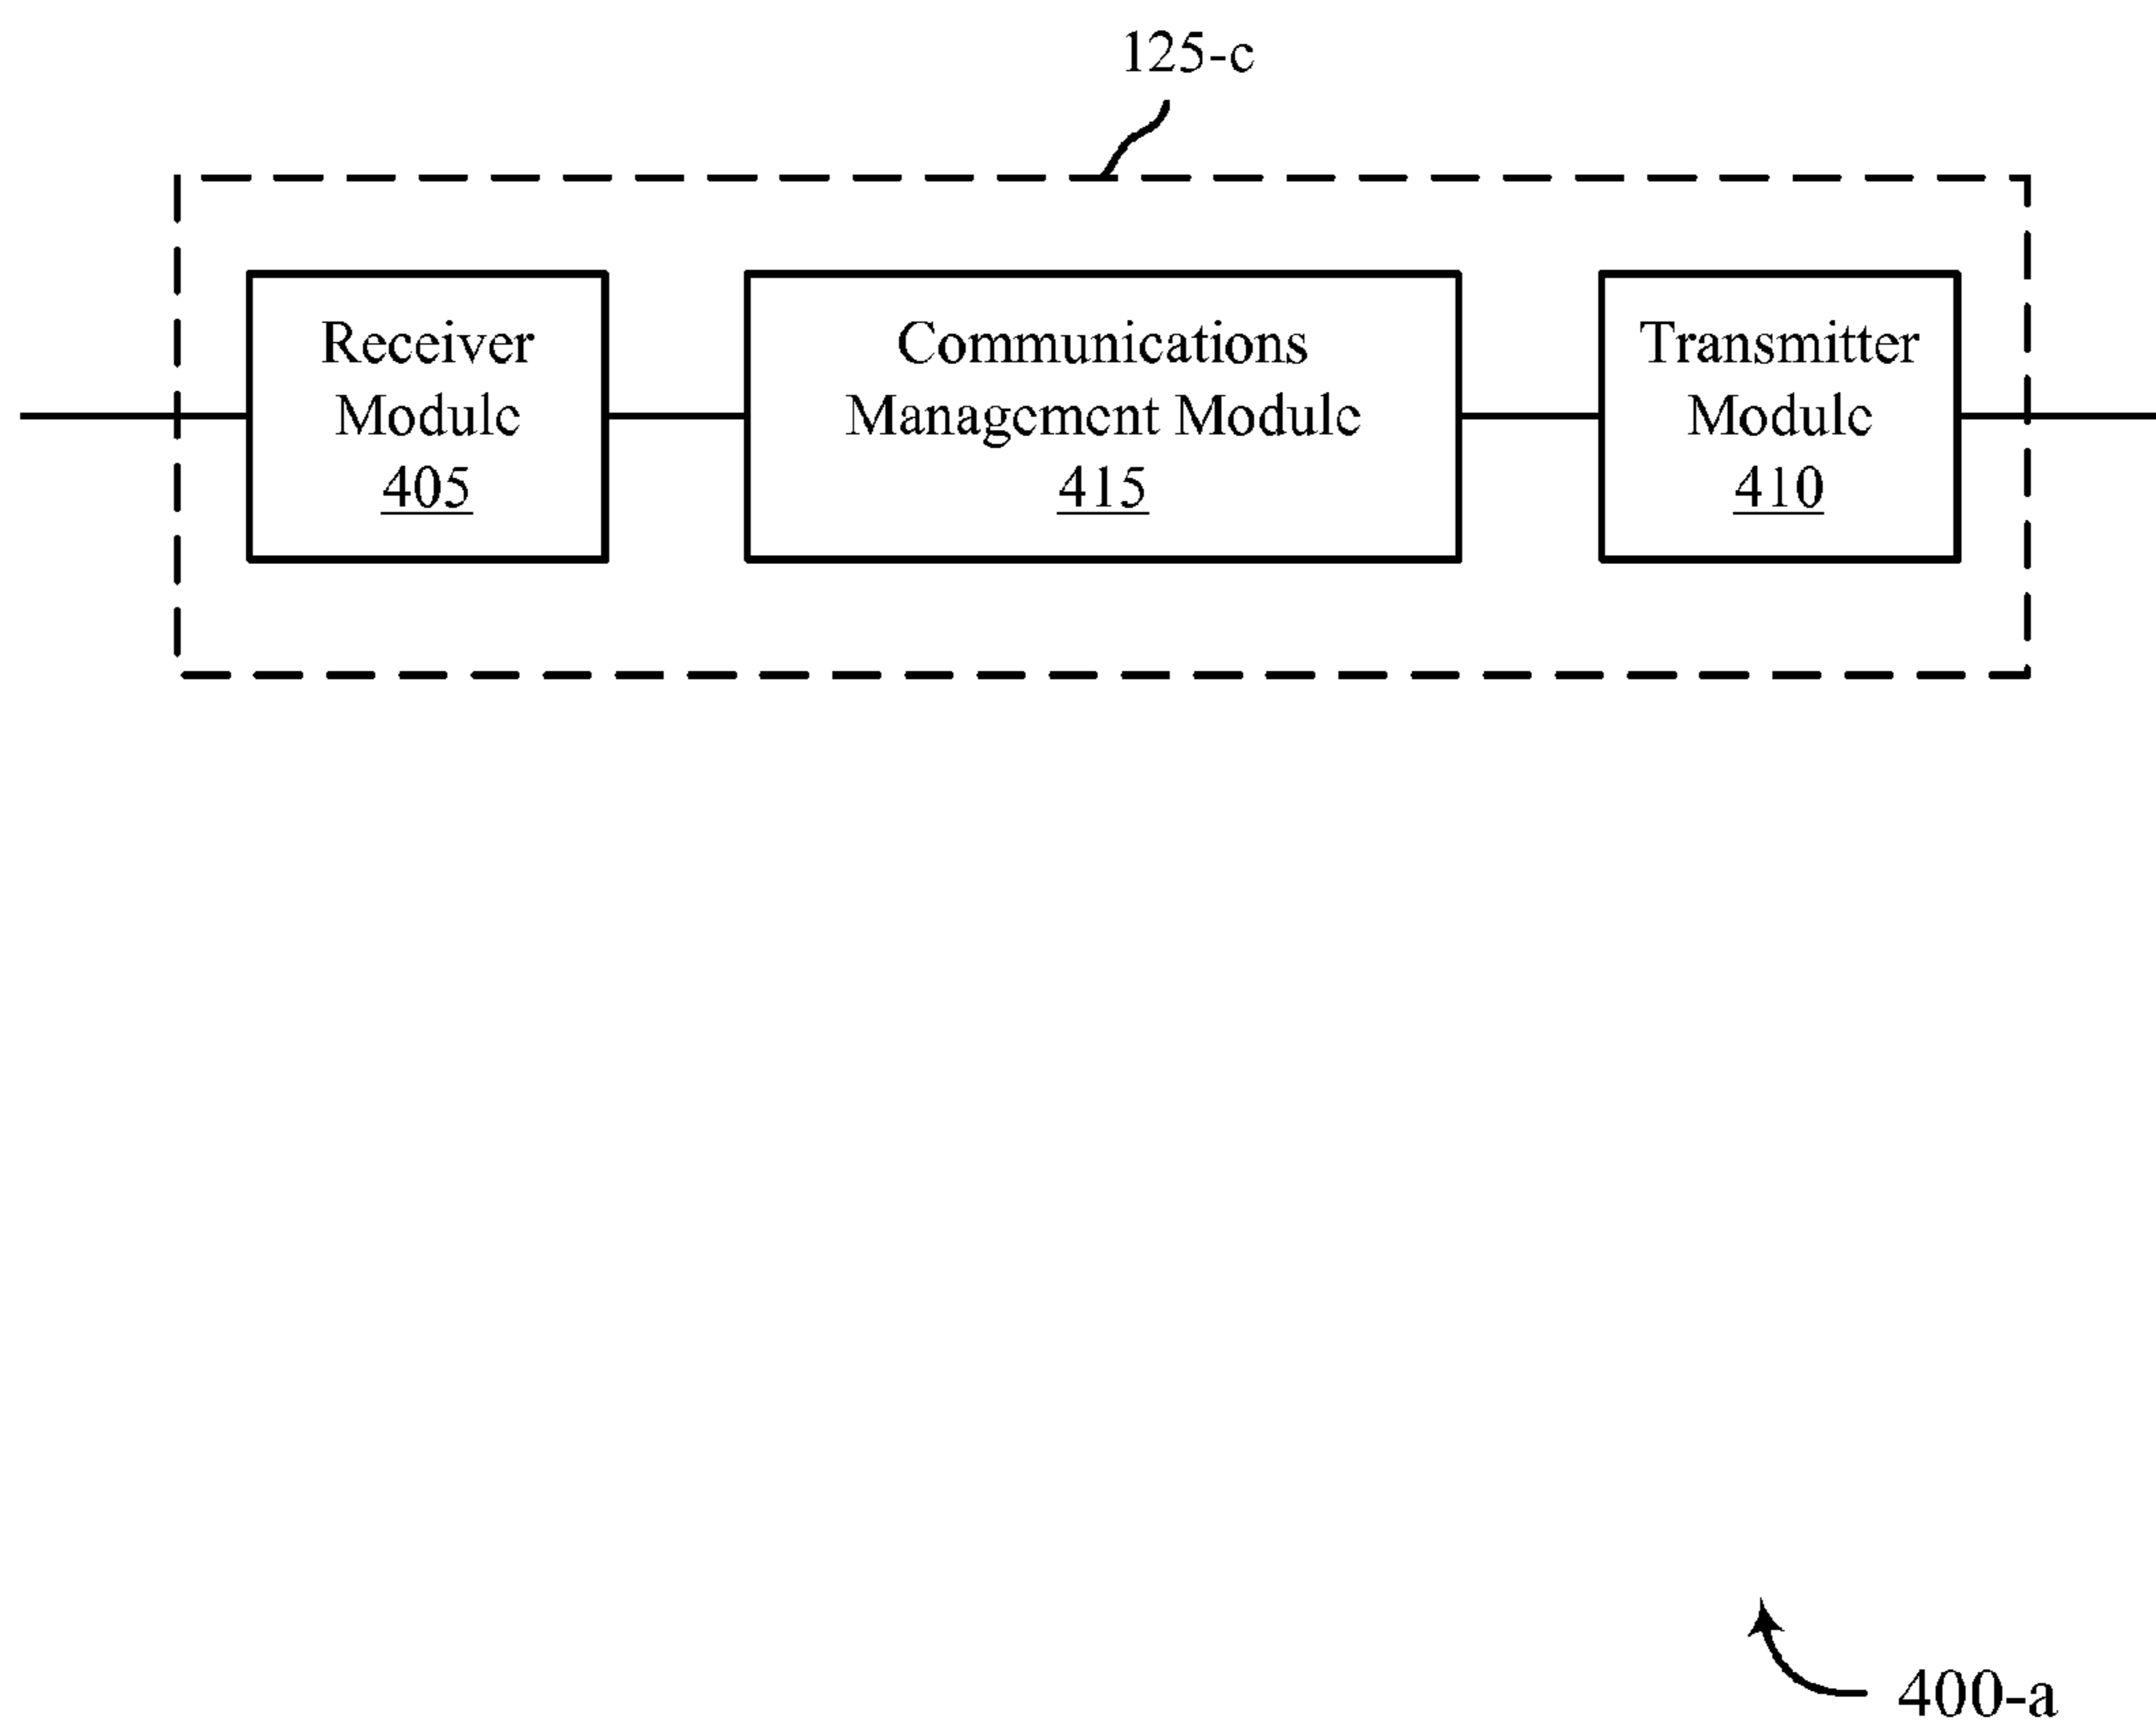 125-c
Receiver
Module
405
Communications
Management Module
415
Transmitter
Module
410
400-a